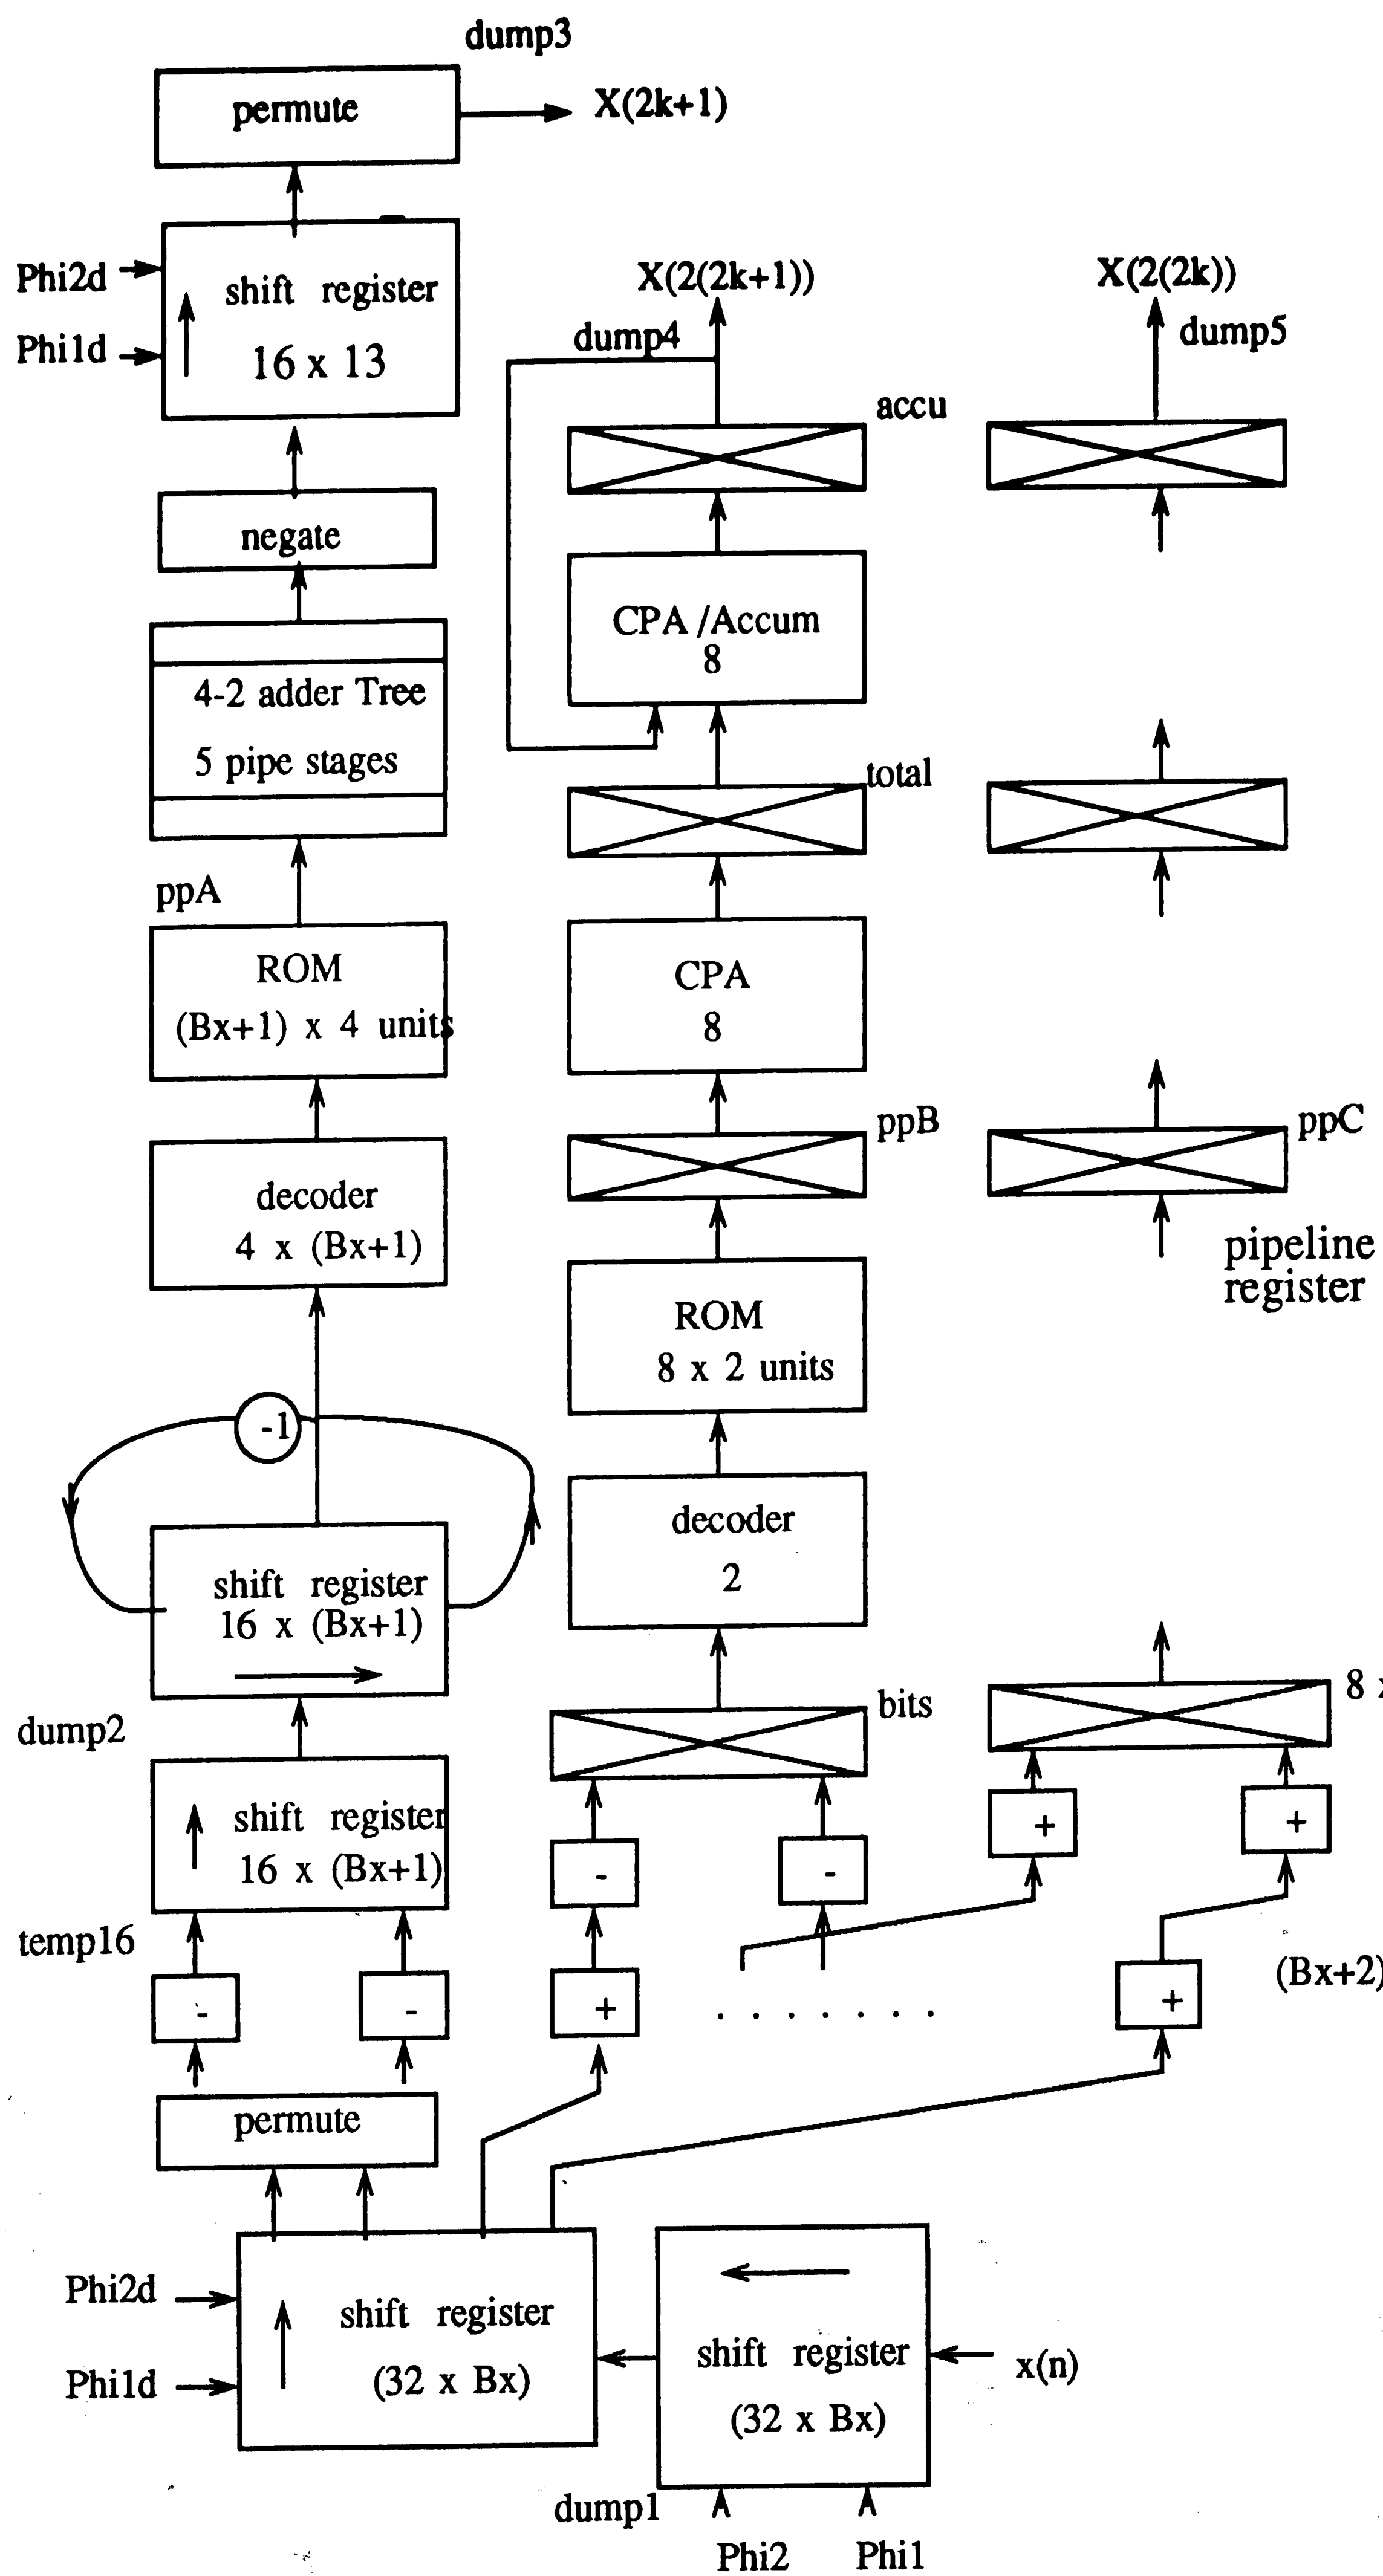 dump3
permute
X(2k+1)
Phi2d
shift register
Phi1d
16 x 13
X(2(2k+1))
X(2(2k))
dump4
dump5
accu
negate
CPA /Accum
8
4-2 adder Tree
5 pipe stages
total
ppA
ROM
(Bx+1) x 4 units
CPA
8
ppB
ppC
decoder
4 x (Bx+1)
pipeline
register
ROM
8 x 2 units
-1
decoder
2
shift register
16 x (Bx+1)
bits
8 x
dump2
shift register
16 x (Bx+1)
+
+
-
-
temp16
-
-
+
. . . . . . .
+
(Bx+2)
permute
Phi2d
shift register
Phi1d
(32 x Bx)
shift register
x(n)
(32 x Bx)
dump1
Phi2
Phi1